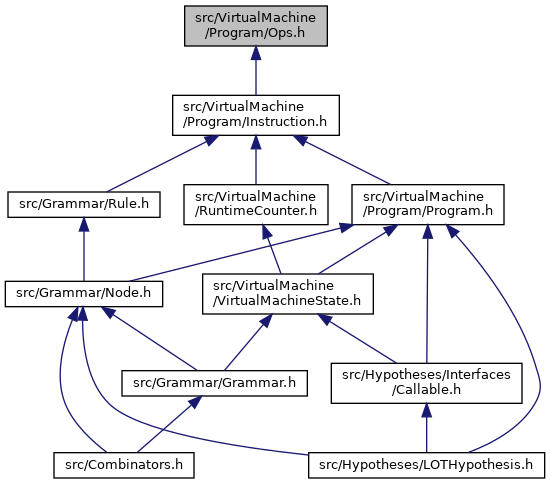 src/VirtualMachine
/Program/Ops.h
src/VirtualMachine
/Program/Instruction.h
src/Grammar/Rule.h
src/VirtualMachine
/RuntimeCounter.h
src/VirtualMachine
/Program/Program.h
src/Grammar/Node.h
src/VirtualMachine
/VirtualMachineState.h
src/Grammar/Grammar.h
src/Hypotheses/Interfaces
/Callable.h
src/Combinators.h
src/Hypotheses/LOTHypothesis.h